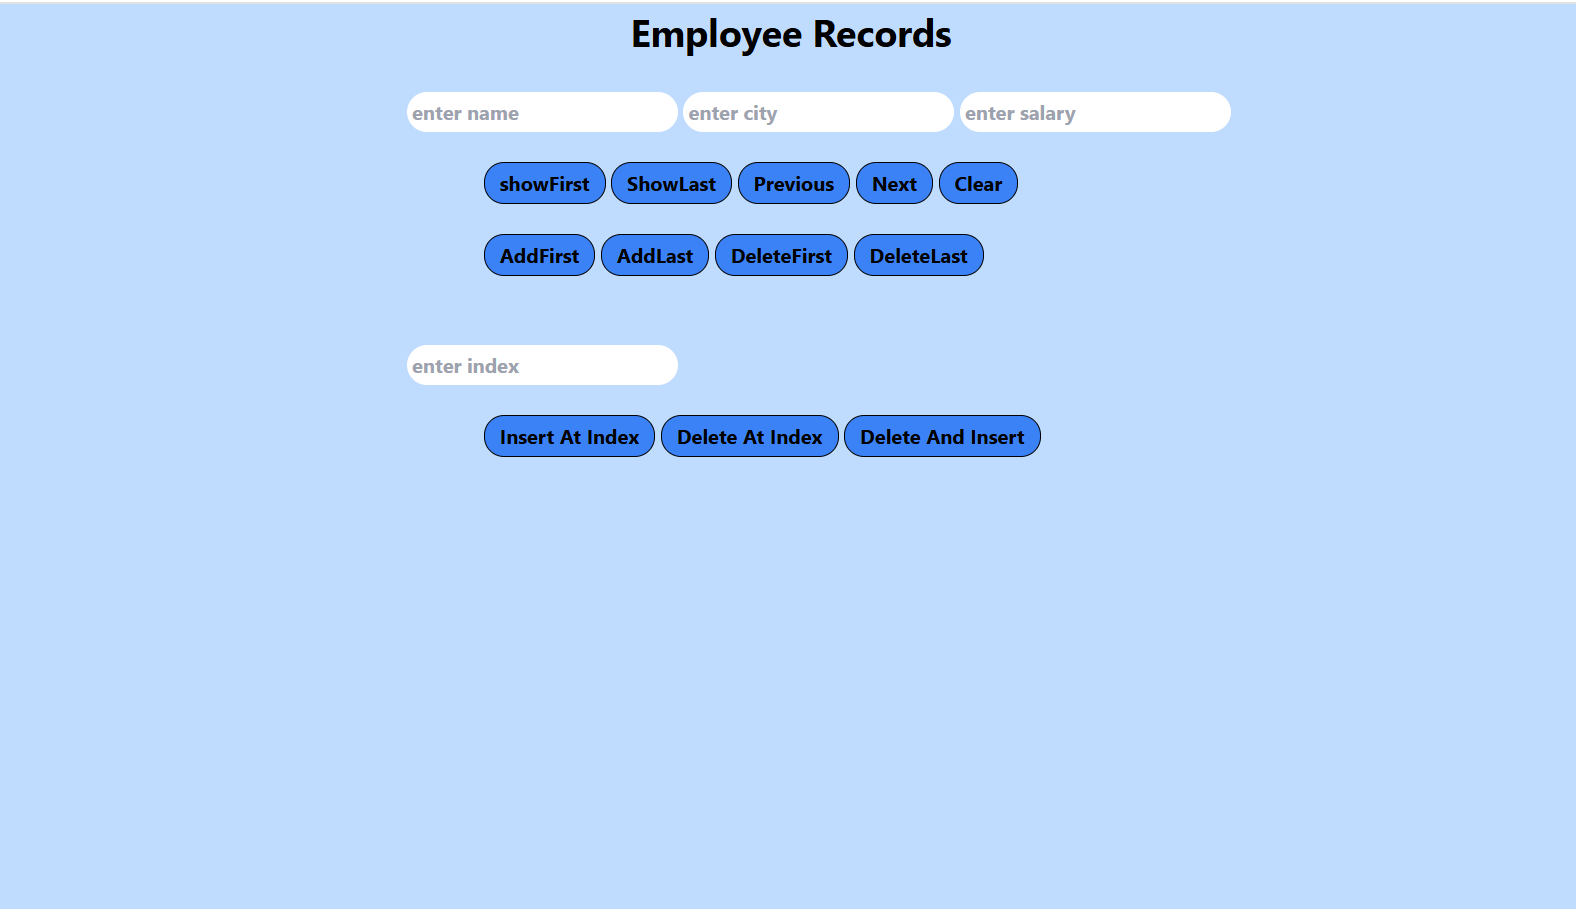 Employee Records
enter name enter city enter salary
showFirst ShowLast Previous Next Clear
AddFirst AddLast DeleteFirst DeleteLast
enter index
Insert At Index Delete At Index Delete And Insert